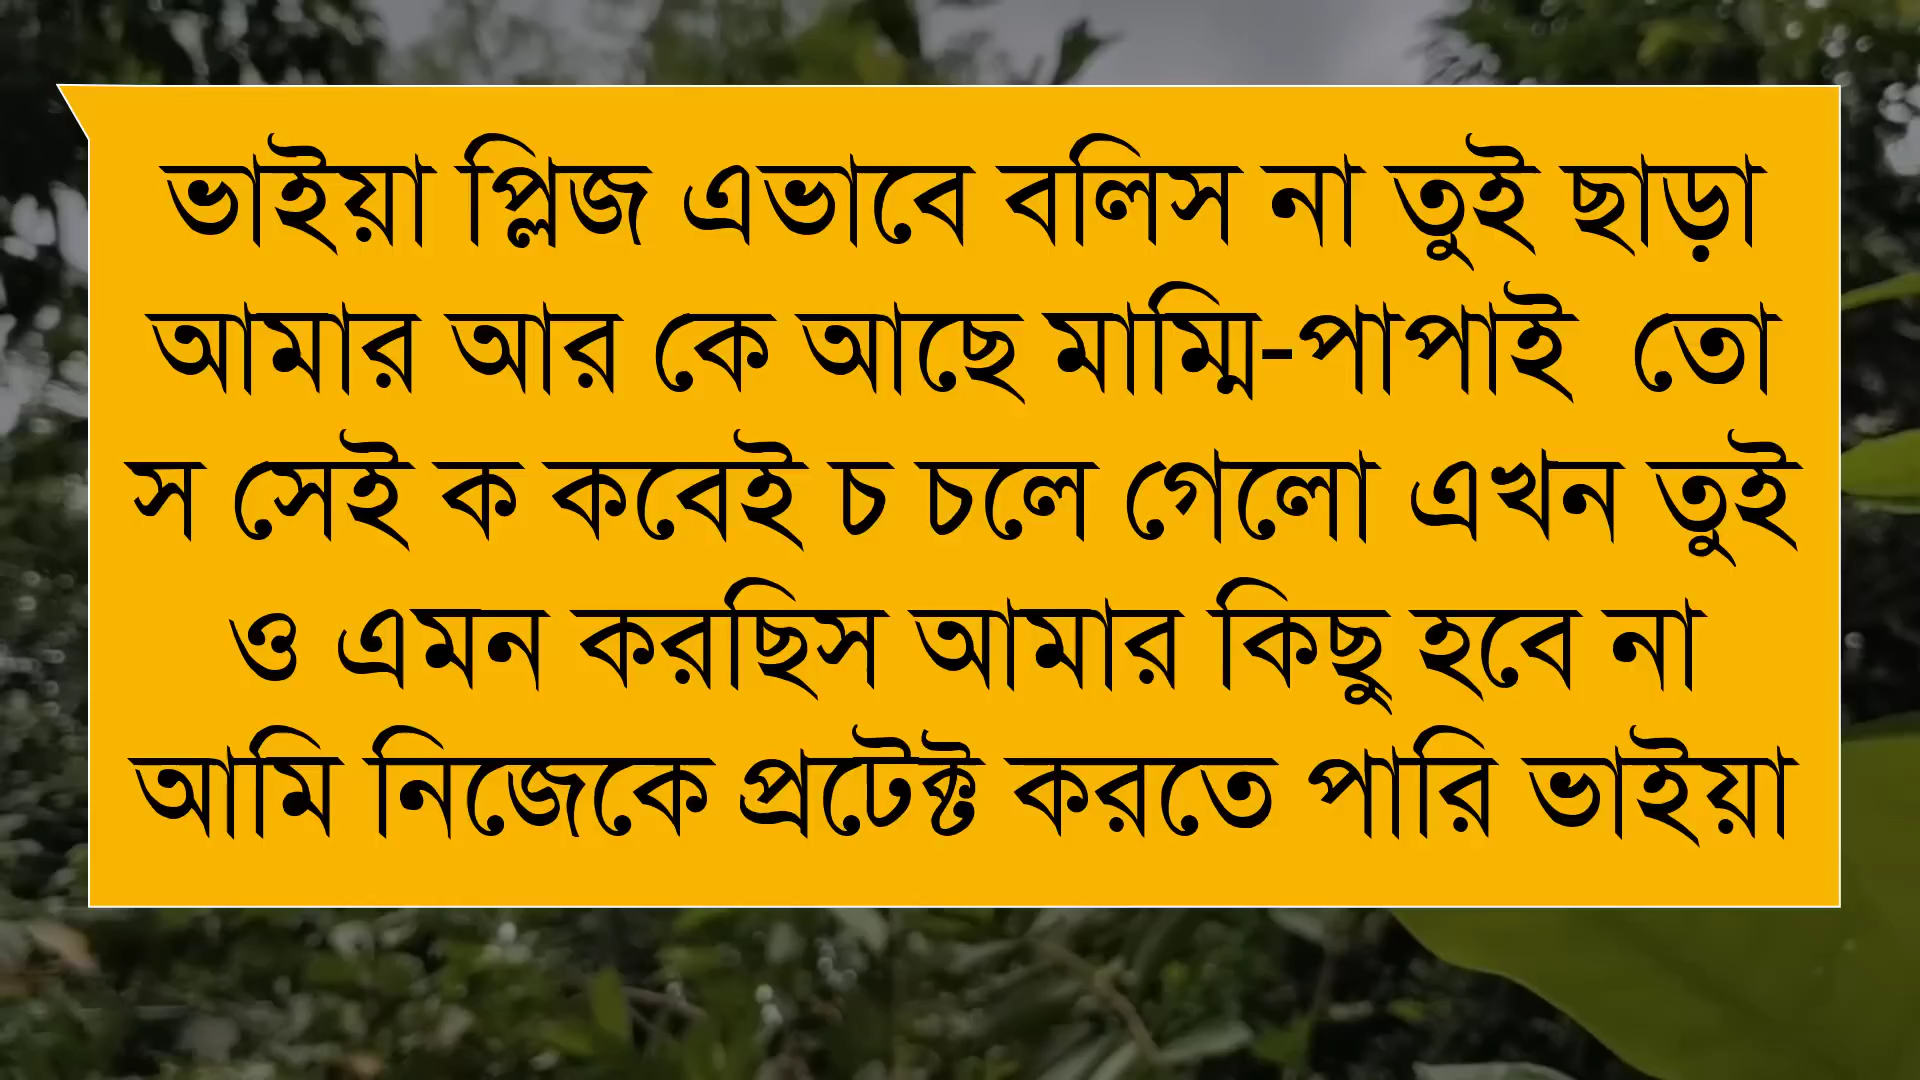 ভাইয়া প্লিজ এভাবে বলিস না তুই ছাড়া
আমার আর কে আছে মাম্মি-পাপাই  তো
স সেই ক কবেই চ চলে গেলো এখন তুই
ও এমন করছিস আমার কিছু হবে না
আমি নিজেকে প্রটেক্ট করতে পারি ভাইয়া